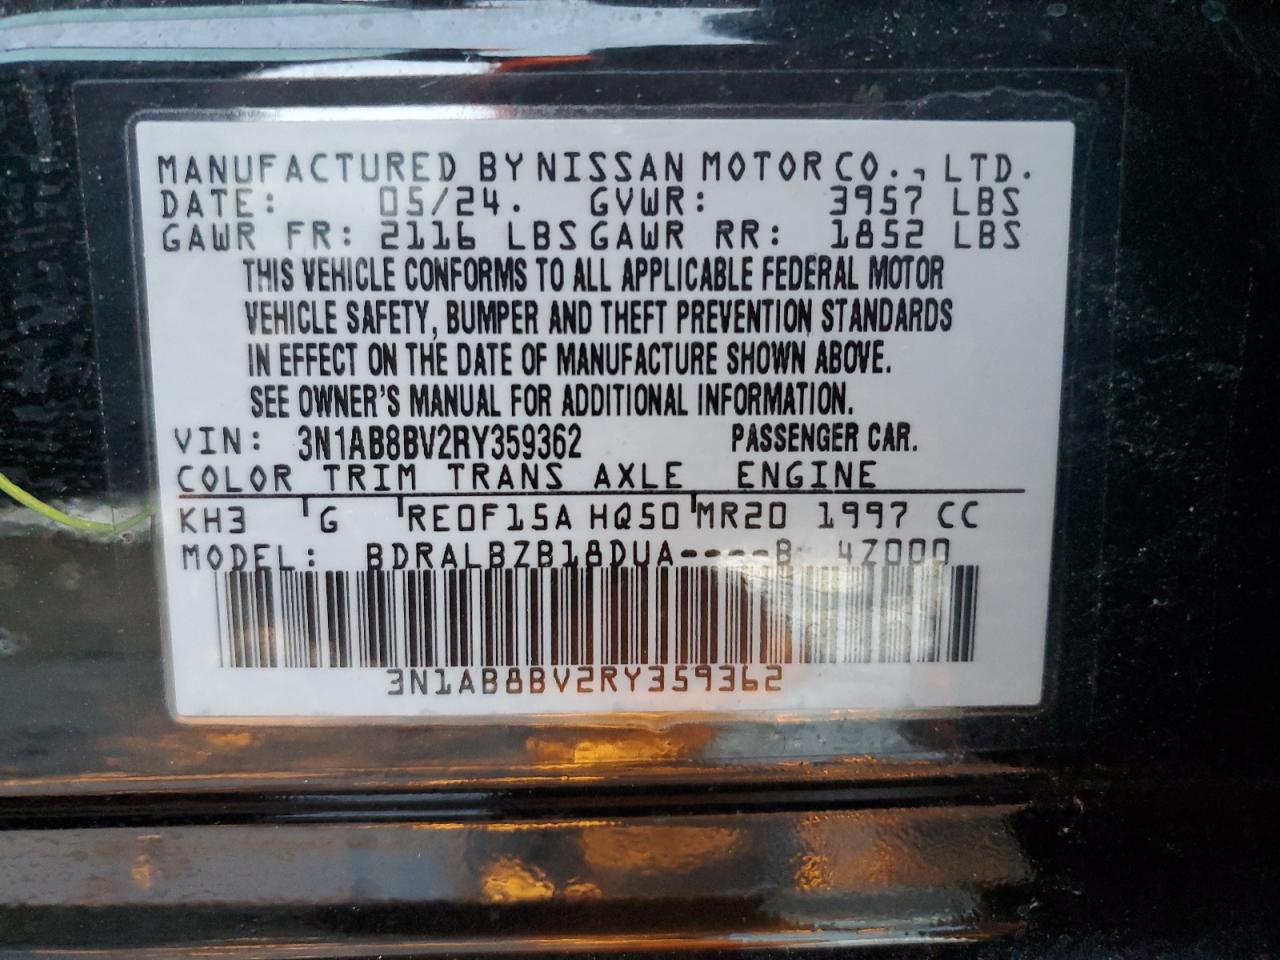 MANUFACTURED BY NISSAN MOTOR CO., LTD.
DATE: 05/24. GVWR: 3957 LBS
GAWR FR: 2116 LBS GAWR RR: 1852 LBS
THIS VEHICLE CONFORMS TO ALL APPLICABLE FEDERAL MOTOR
VEHICLE SAFETY, BUMPER AND THEFT PREVENTION STANDARDS
IN EFFECT ON THE DATE OF MANUFACTURE SHOWN ABOVE.
SEE OWNER'S MANUAL FOR ADDITIONAL INFORMATION.
VIN: 3N1AB8BV2RY359362 PASSENGER CAR.
COLOR TRIM TRANS AXLE ENGINE
KH3 G RE0F15A HQ50 MR20 1997 CC
MODEL: BDRALBZB18DUA----B 4Z000
3N1AB8BV2RY359362